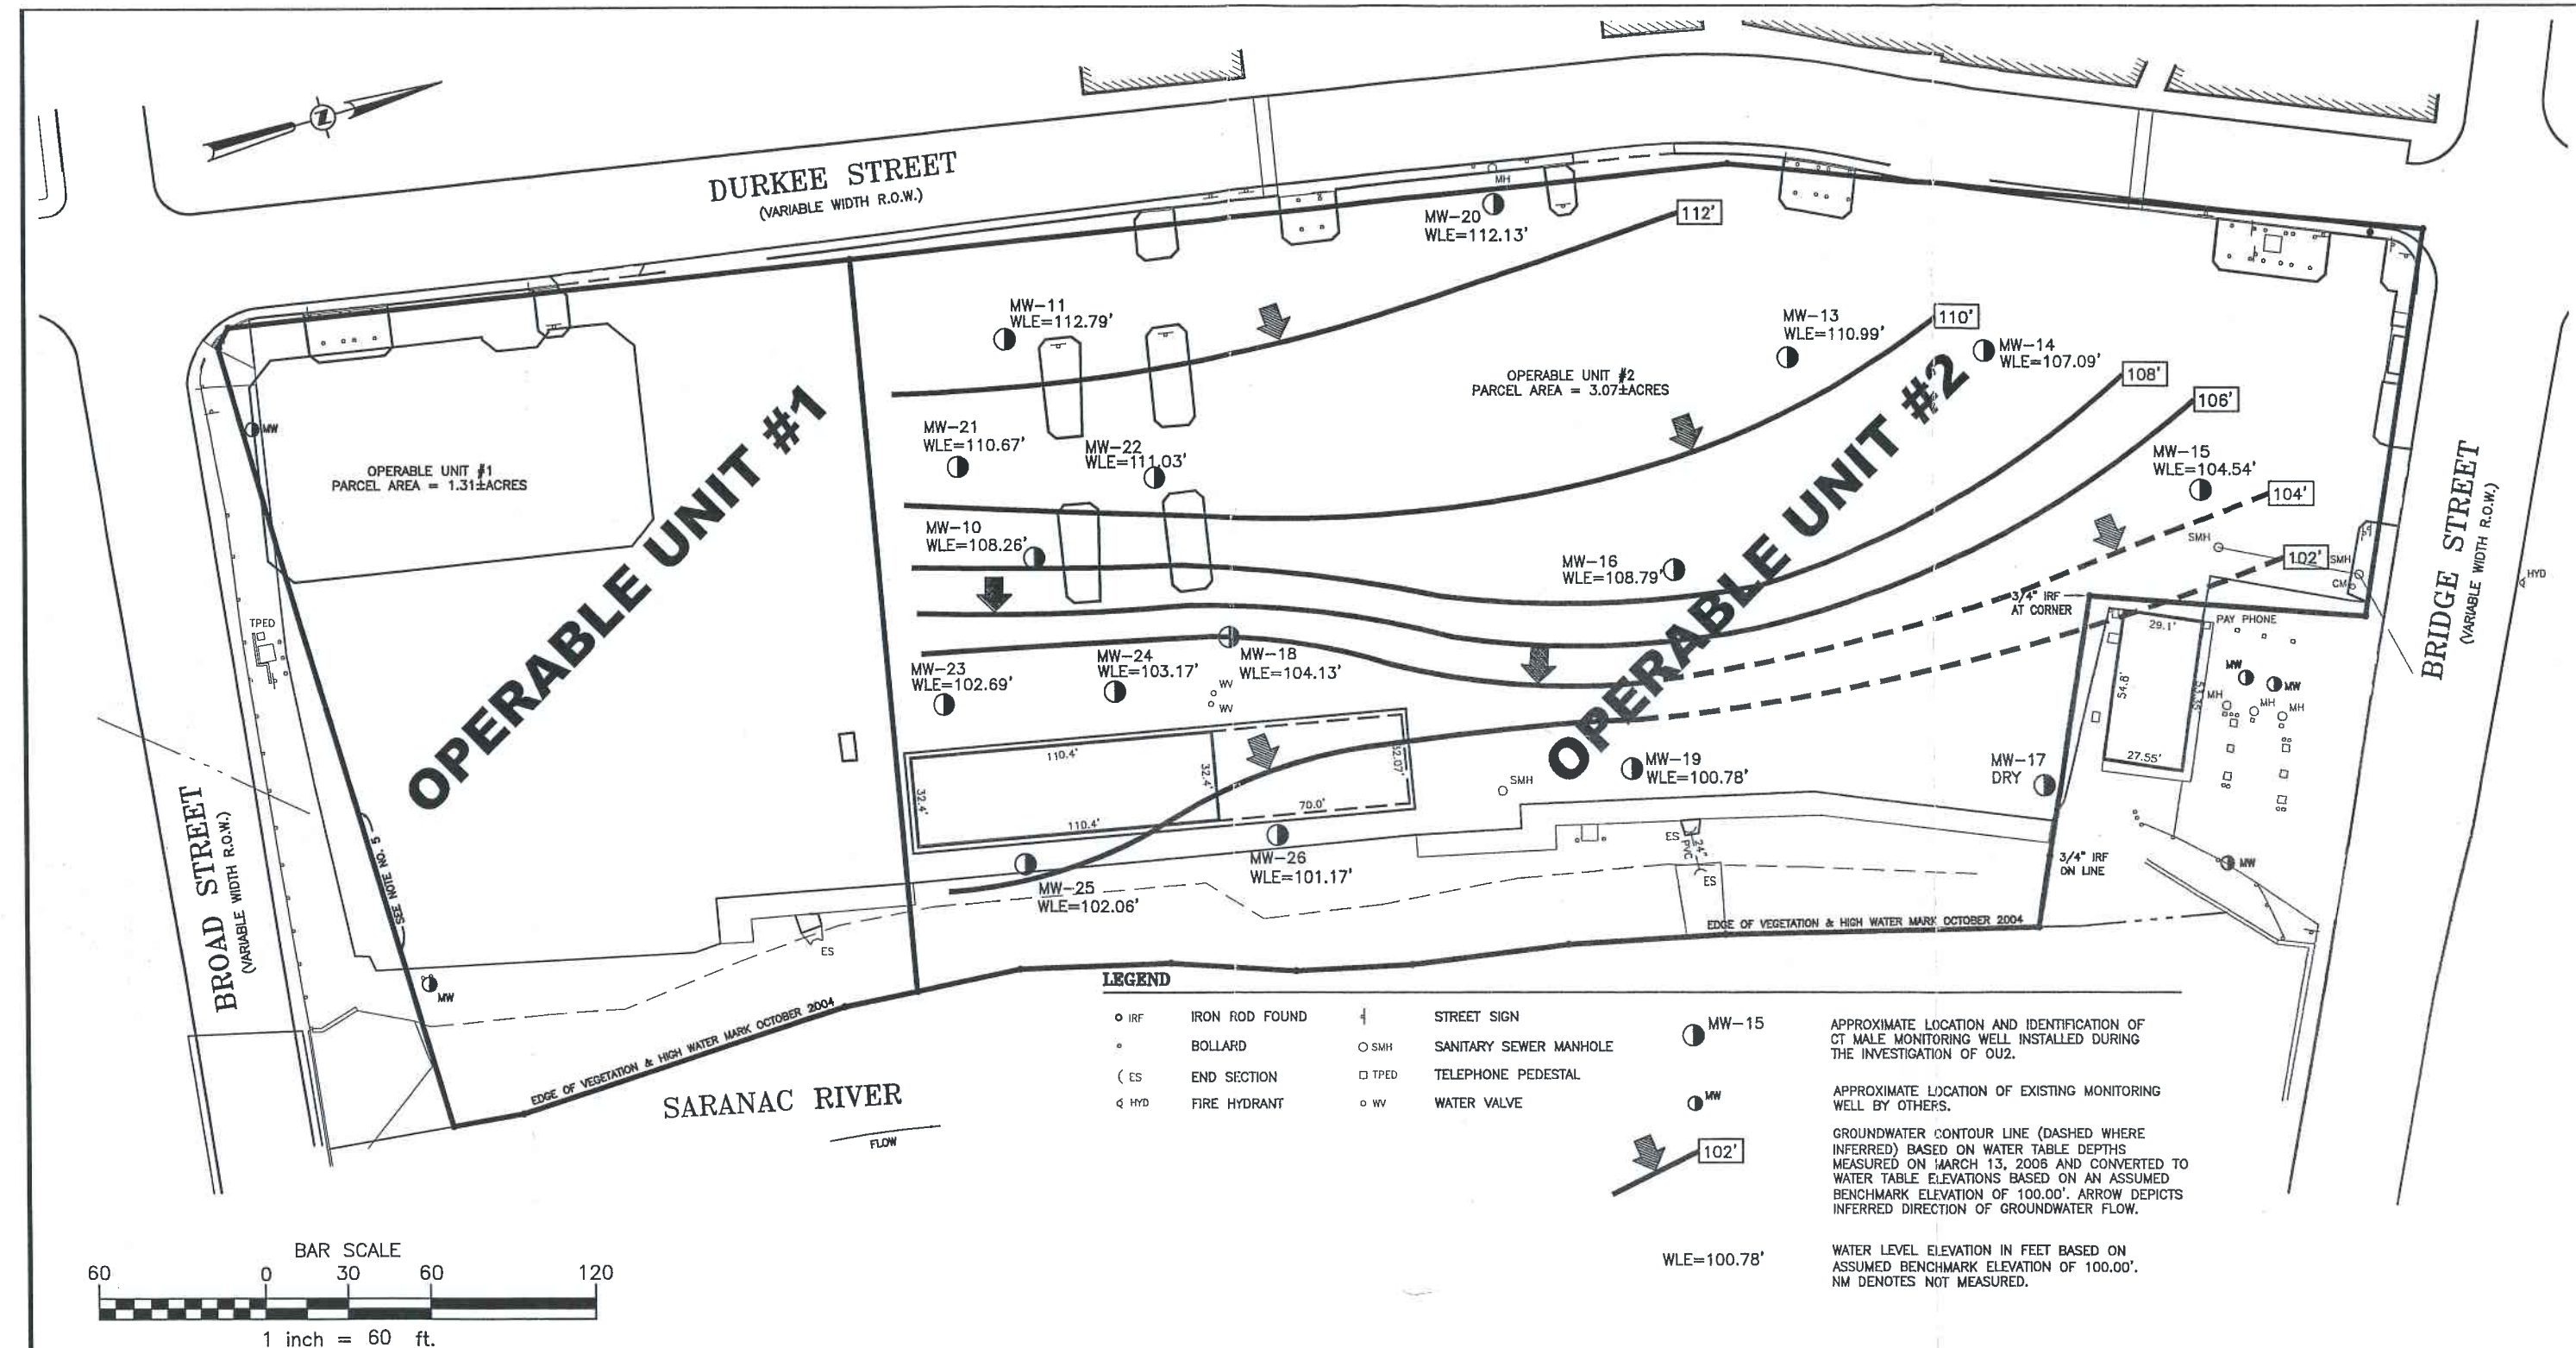 Z
DURKEE STREET
(VARIABLE WIDTH R.O.W.)
MH
MW-20
WLE=112.13'
112'
MW-11
WLE=112.79'
MW-13
WLE=110.99'
110'
MW-14
WLE=107.09'
108'
106'
OPERABLE UNIT #2
PARCEL AREA = 3.07±ACRES
OPERABLE UNIT #1
OPERABLE UNIT #2
MW
OPERABLE UNIT #1
PARCEL AREA = 1.31±ACRES
MW-21
WLE=110.67'
MW-22
WLE=111.03'
MW-15
WLE=104.54'
104'
MW-10
WLE=108.26'
MW-16
WLE=108.79'
SMH
102'
SMH
CM
HYD
3/4" IRF
AT CORNER
BRIDGE STREET
(VARIABLE WIDTH R.O.W.)
TPED
29.1'
PAY PHONE
MW-23
WLE=102.69'
MW-24
WLE=103.17'
MW-18
WLE=104.13'
WV
WV
54.8'
53.35'
MW
MW
MH
MH
MH
27.55'
110.4'
32.4'
32.4'
32.07'
70.0'
110.4'
SMH
MW-19
WLE=100.78'
MW-17
DRY
BROAD STREET
(VARIABLE WIDTH R.O.W.)
SEE NOTE NO. 5
MW-26
WLE=101.17'
MW-25
WLE=102.06'
ES
24"
PVC
ES
3/4" IRF
ON LINE
MW
ES
MW
EDGE OF VEGETATION & HIGH WATER MARK OCTOBER 2004
EDGE OF VEGETATION & HIGH WATER MARK OCTOBER 2004
SARANAC RIVER
FLOW
LEGEND
IRF IRON ROD FOUND
BOLLARD
ES END SECTION
HYD FIRE HYDRANT
STREET SIGN
SMH SANITARY SEWER MANHOLE
TPED TELEPHONE PEDESTAL
WV WATER VALVE
MW-15
APPROXIMATE LOCATION AND IDENTIFICATION OF
CT MALE MONITORING WELL INSTALLED DURING
THE INVESTIGATION OF OU2.
MW
APPROXIMATE LOCATION OF EXISTING MONITORING
WELL BY OTHERS.
102'
GROUNDWATER CONTOUR LINE (DASHED WHERE
INFERRED) BASED ON WATER TABLE DEPTHS
MEASURED ON MARCH 13, 2006 AND CONVERTED TO
WATER TABLE ELEVATIONS BASED ON AN ASSUMED
BENCHMARK ELEVATION OF 100.00'. ARROW DEPICTS
INFERRED DIRECTION OF GROUNDWATER FLOW.
WLE=100.78'
WATER LEVEL ELEVATION IN FEET BASED ON
ASSUMED BENCHMARK ELEVATION OF 100.00'.
NM DENOTES NOT MEASURED.
BAR SCALE
60 0 30 60 120
1 inch = 60 ft.